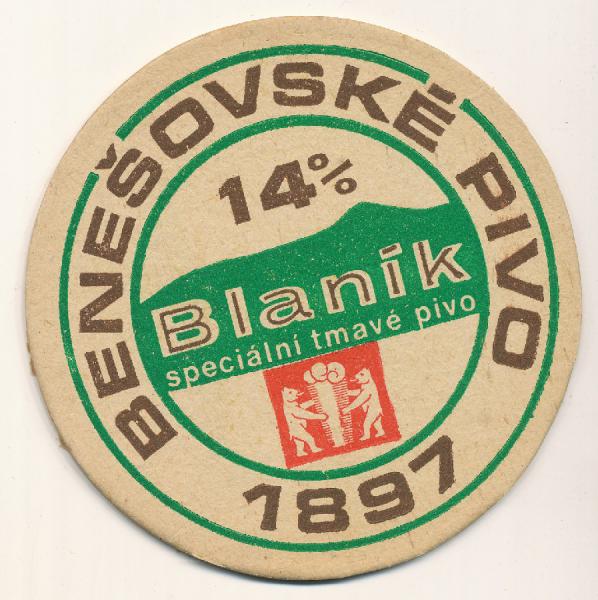 BENEŠOVSKÉ PIVO
14%
Blaník
speciální tmavé pivo
1897